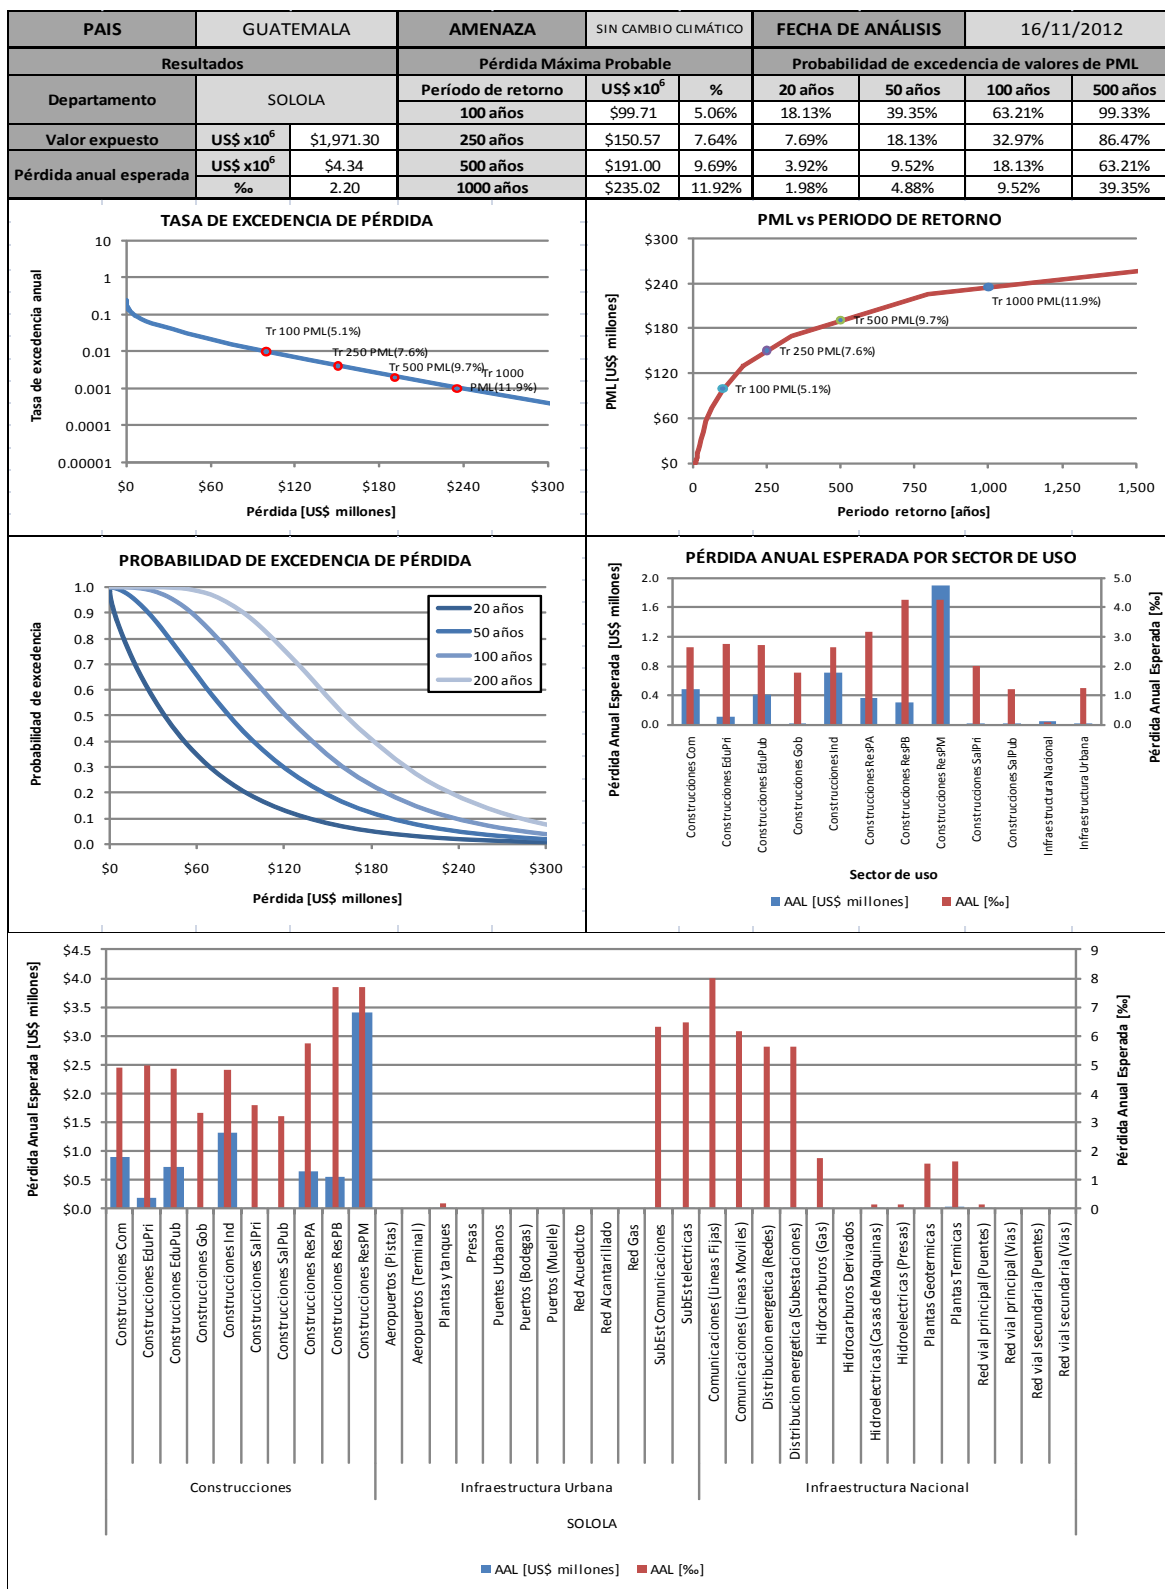 PAIS GUATEMALA AMENAZA SIN CAMBIO CLIMÁTICO FECHA DE ANÁLISIS 16/11/2012
Resultados Pérdida Máxima Probable Probabilidad de excedencia de valores de PML
Departamento SOLOLA Período de retorno US$ x10⁶ % 20 años 50 años 100 años 500 años
100 años $99.71 5.06% 18.13% 39.35% 63.21% 99.33%
Valor expuesto US$ x10⁶ $1,971.30 250 años $150.57 7.64% 7.69% 18.13% 32.97% 86.47%
Pérdida anual esperada US$ x10⁶ $4.34 500 años $191.00 9.69% 3.92% 9.52% 18.13% 63.21%
‰ 2.20 1000 años $235.02 11.92% 1.98% 4.88% 9.52% 39.35%
TASA DE EXCEDENCIA DE PÉRDIDA
Tasa de excedencia anual
10
1
0.1
0.01
0.001
0.0001
0.00001
Tr 100 PML(5.1%)
Tr 250 PML(7.6%)
Tr 500 PML(9.7%)
Tr 1000
PML(11.9%)
$0 $60 $120 $180 $240 $300
Pérdida [US$ millones]
PML vs PERIODO DE RETORNO
PML [US$ millones]
$300
$240
$180
$120
$60
$0
Tr 1000 PML(11.9%)
Tr 500 PML(9.7%)
Tr 250 PML(7.6%)
Tr 100 PML(5.1%)
0 250 500 750 1,000 1,250 1,500
Periodo retorno [años]
PROBABILIDAD DE EXCEDENCIA DE PÉRDIDA
Probabilidad de excedencia
1.0
0.9
0.8
0.7
0.6
0.5
0.4
0.3
0.2
0.1
0.0
20 años
50 años
100 años
200 años
$0 $60 $120 $180 $240 $300
Pérdida [US$ millones]
PÉRDIDA ANUAL ESPERADA POR SECTOR DE USO
Pérdida Anual Esperada [US$ millones]
2.0
1.6
1.2
0.8
0.4
0.0
5.0
4.0
3.0
2.0
1.0
0.0
Pérdida Anual Esperada [‰]
Construcciones Com
Construcciones EduPri
Construcciones EduPub
Construcciones Gob
Construcciones Ind
Construcciones ResPA
Construcciones ResPB
Construcciones ResPM
Construcciones SalPri
Construcciones SalPub
Infraestructura Nacional
Infraestructura Urbana
Sector de uso
AAL [US$ millones] AAL [‰]
Pérdida Anual Esperada [US$ millones]
$4.5
$4.0
$3.5
$3.0
$2.5
$2.0
$1.5
$1.0
$0.5
$0.0
9
8
7
6
5
4
3
2
1
0
Pérdida Anual Esperada [‰]
Construcciones Com
Construcciones EduPri
Construcciones EduPub
Construcciones Gob
Construcciones Ind
Construcciones SalPri
Construcciones SalPub
Construcciones ResPA
Construcciones ResPB
Construcciones ResPM
Aeropuertos (Pistas)
Aeropuertos (Terminal)
Plantas y tanques
Presas
Puentes Urbanos
Puertos (Bodegas)
Puertos (Muelle)
Red Acueducto
Red Alcantarillado
Red Gas
SubEst Comunicaciones
SubEst electricas
Comunicaciones (Lineas Fijas)
Comunicaciones (Lineas Moviles)
Distribucion energetica (Redes)
Distribucion energetica (Subestaciones)
Hidrocarburos (Gas)
Hidrocarburos Derivados
Hidroelectricas (Casas de Maquinas)
Hidroelectricas (Presas)
Plantas Geotermicas
Plantas Termicas
Red vial principal (Puentes)
Red vial principal (Vias)
Red vial secundaria (Puentes)
Red vial secundaria (Vias)
Construcciones Infraestructura Urbana Infraestructura Nacional
SOLOLA
AAL [US$ millones] AAL [‰]